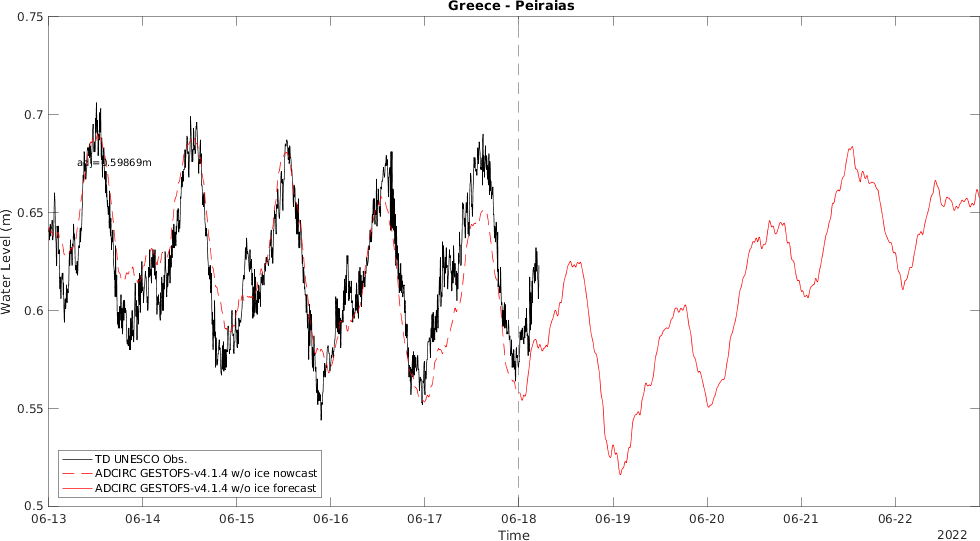 Greece - Peiraias
0.75
0.7
0.65
0.6
0.55
0.5
Water Level (m)
TD UNESCO Obs.
ADCIRC GESTOFS-v4.1.4 w/o ice nowcast
ADCIRC GESTOFS-v4.1.4 w/o ice forecast
06-13 06-14 06-15 06-16 06-17 06-18 06-19 06-20 06-21 06-22
Time
2022